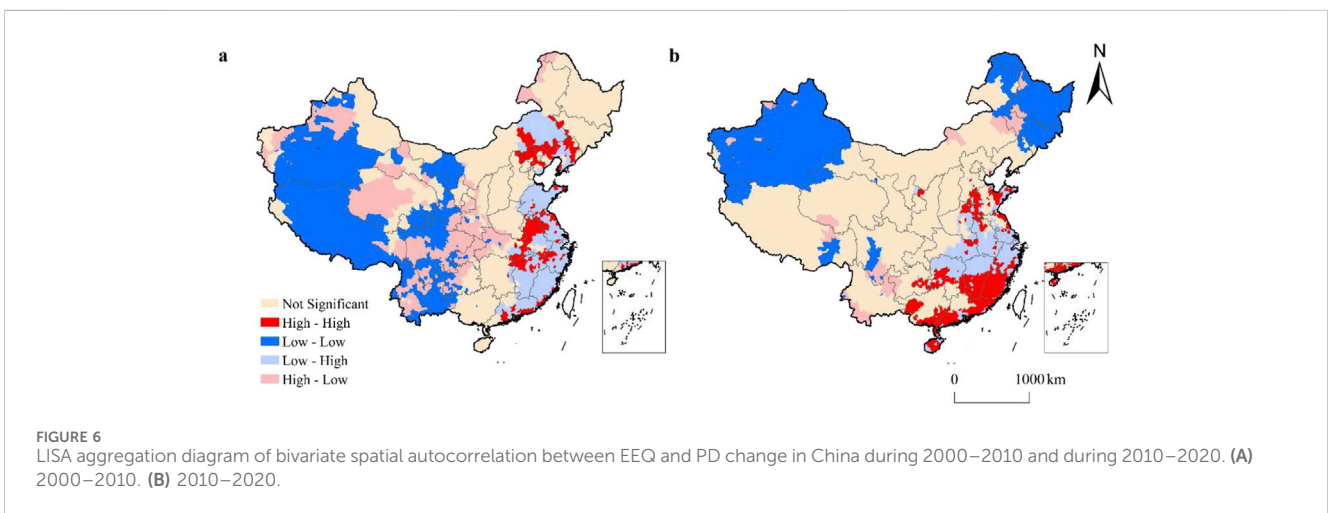 a
b
N
Not Significant
High - High
Low - Low
Low - High
High - Low
0 1000 km
FIGURE 6
LISA aggregation diagram of bivariate spatial autocorrelation between EEQ and PD change in China during 2000–2010 and during 2010–2020. (A)
2000–2010. (B) 2010–2020.